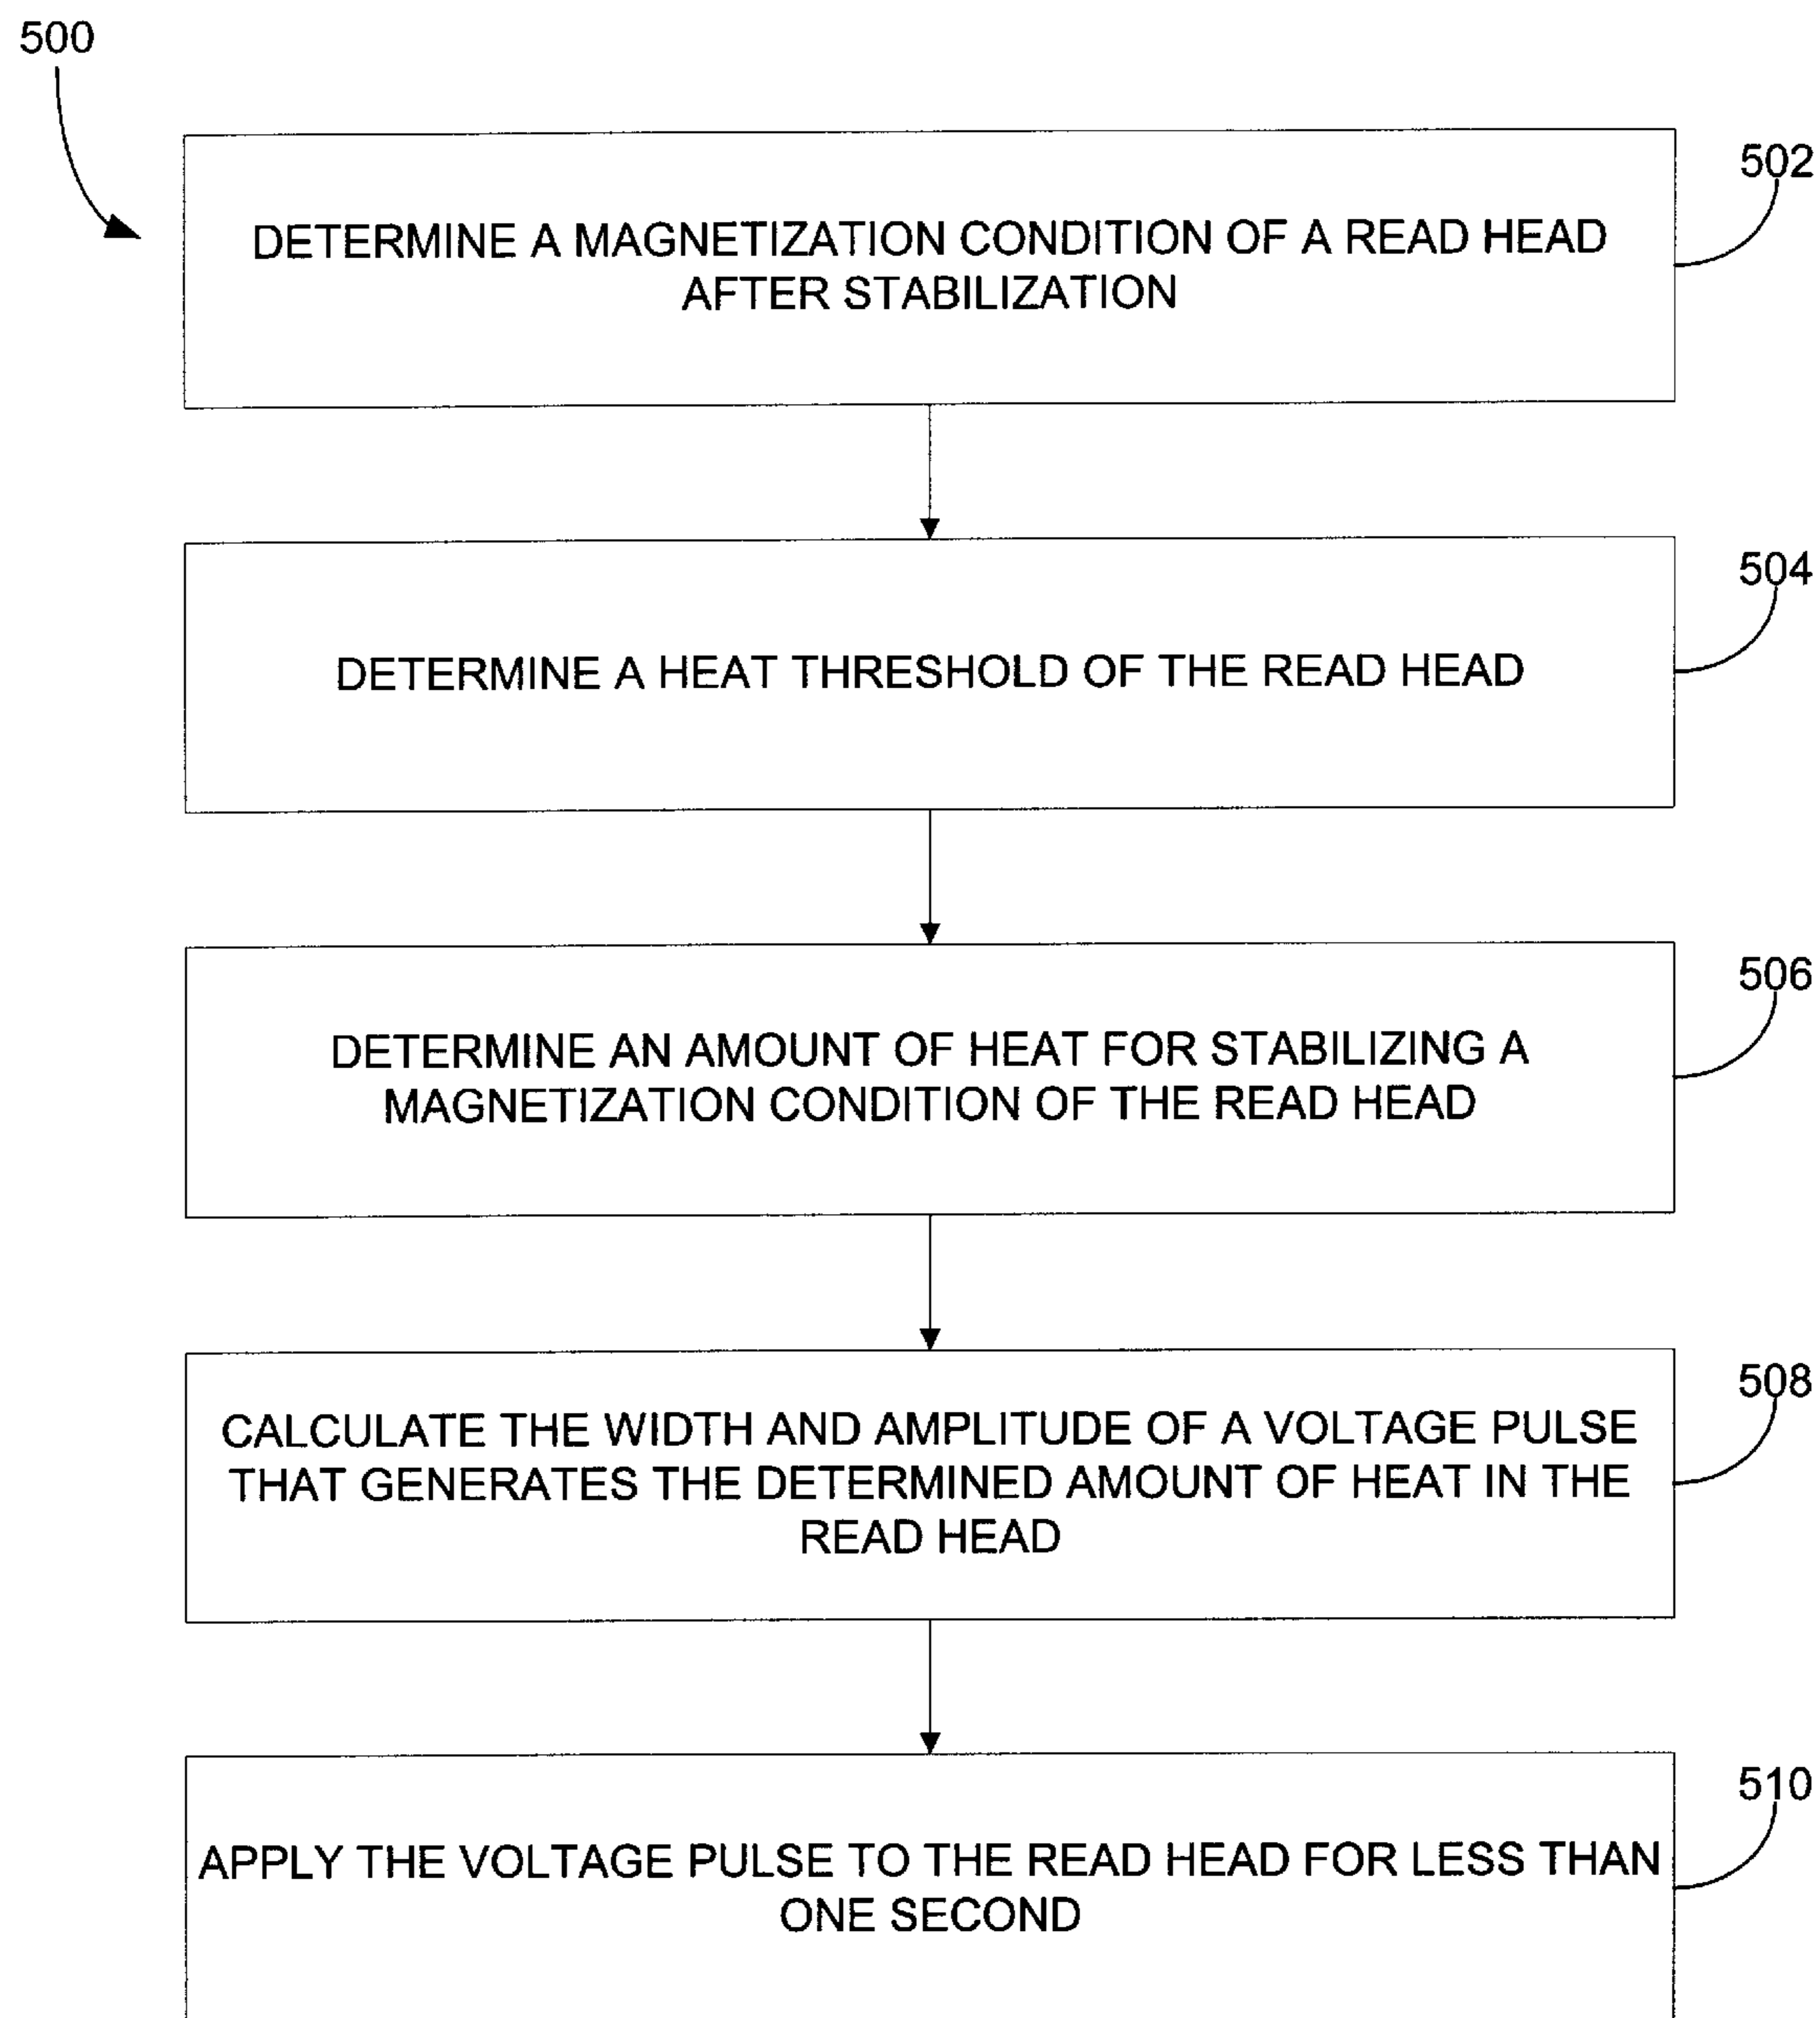 500
502
DETERMINE A MAGNETIZATION CONDITION OF A READ HEAD
AFTER STABILIZATION
504
DETERMINE A HEAT THRESHOLD OF THE READ HEAD
506
DETERMINE AN AMOUNT OF HEAT FOR STABILIZING A
MAGNETIZATION CONDITION OF THE READ HEAD
508
CALCULATE THE WIDTH AND AMPLITUDE OF A VOLTAGE PULSE
THAT GENERATES THE DETERMINED AMOUNT OF HEAT IN THE
READ HEAD
510
APPLY THE VOLTAGE PULSE TO THE READ HEAD FOR LESS THAN
ONE SECOND